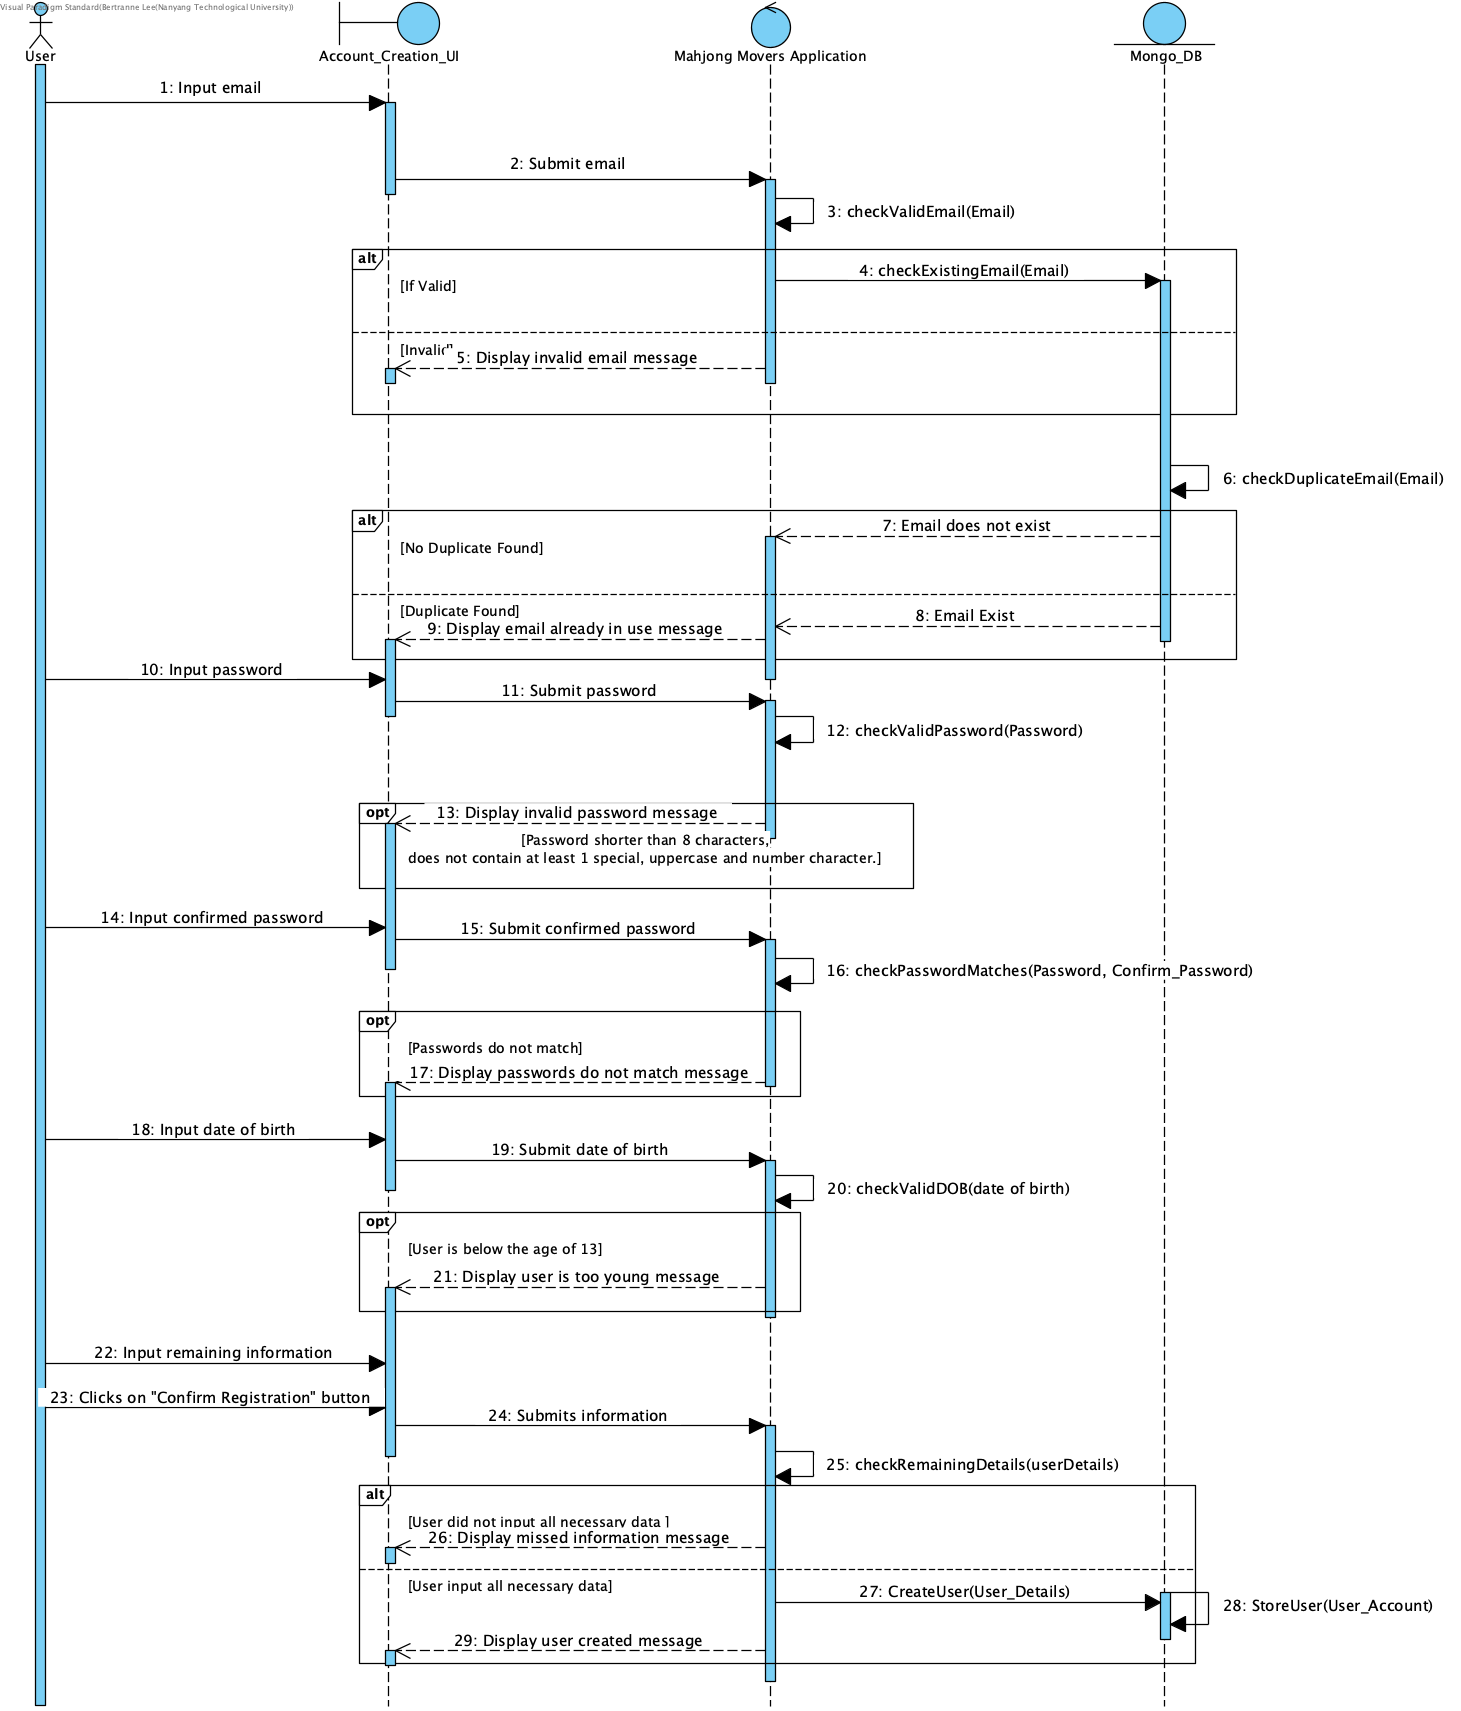 Visual Paradigm Standard(Bertranne Lee(Nanyang Technological University))
User
Account_Creation_UI
Mahjong Movers Application
Mongo_DB
1: Input email
2: Submit email
3: checkValidEmail(Email)
alt
4: checkExistingEmail(Email)
[If Valid]
[Invalid]
5: Display invalid email message
6: checkDuplicateEmail(Email)
alt
7: Email does not exist
[No Duplicate Found]
[Duplicate Found]
8: Email Exist
9: Display email already in use message
10: Input password
11: Submit password
12: checkValidPassword(Password)
opt
13: Display invalid password message
[Password shorter than 8 characters,
does not contain at least 1 special, uppercase and number character.]
14: Input confirmed password
15: Submit confirmed password
16: checkPasswordMatches(Password, Confirm_Password)
opt
[Passwords do not match]
17: Display passwords do not match message
18: Input date of birth
19: Submit date of birth
20: checkValidDOB(date of birth)
opt
[User is below the age of 13]
21: Display user is too young message
22: Input remaining information
23: Clicks on "Confirm Registration" button
24: Submits information
25: checkRemainingDetails(userDetails)
alt
[User did not input all necessary data ]
26: Display missed information message
[User input all necessary data]
27: CreateUser(User_Details)
28: StoreUser(User_Account)
29: Display user created message